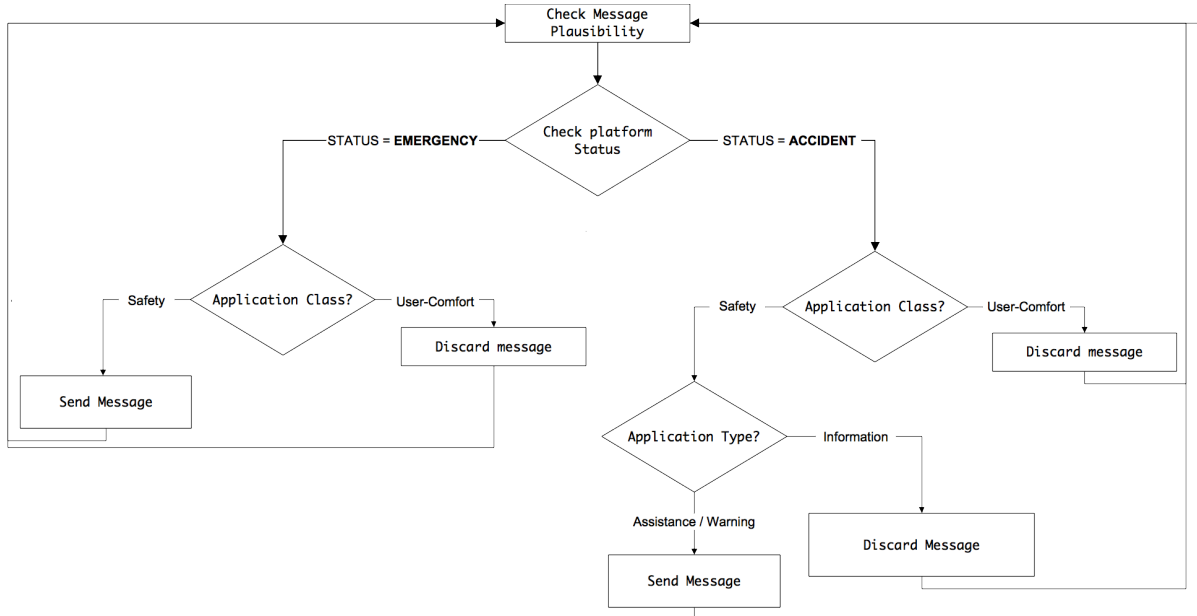 Check Message
Plausibility
Check platform
Status
STATUS = EMERGENCY
STATUS = ACCIDENT
Application Class?
Safety
User-Comfort
Discard message
Send Message
Application Class?
Safety
User-Comfort
Discard message
Application Type?
Information
Assistance / Warning
Discard Message
Send Message